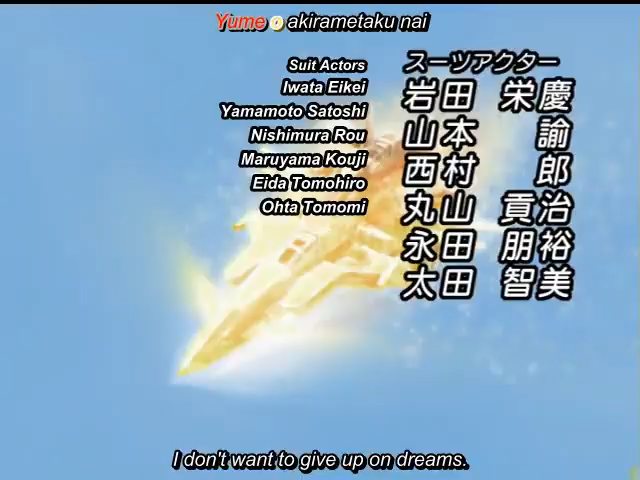 Yume o akirametaku nai
Suit Actors スーツアクター
Iwata Eikei 岩田 栄慶
Yamamoto Satoshi 山本 諭
Nishimura Rou 西村 郎
Maruyama Kouji 丸山 貢治
Eida Tomohiro 永田 朋裕
Ohta Tomomi 太田 智美
I don't want to give up on dreams.